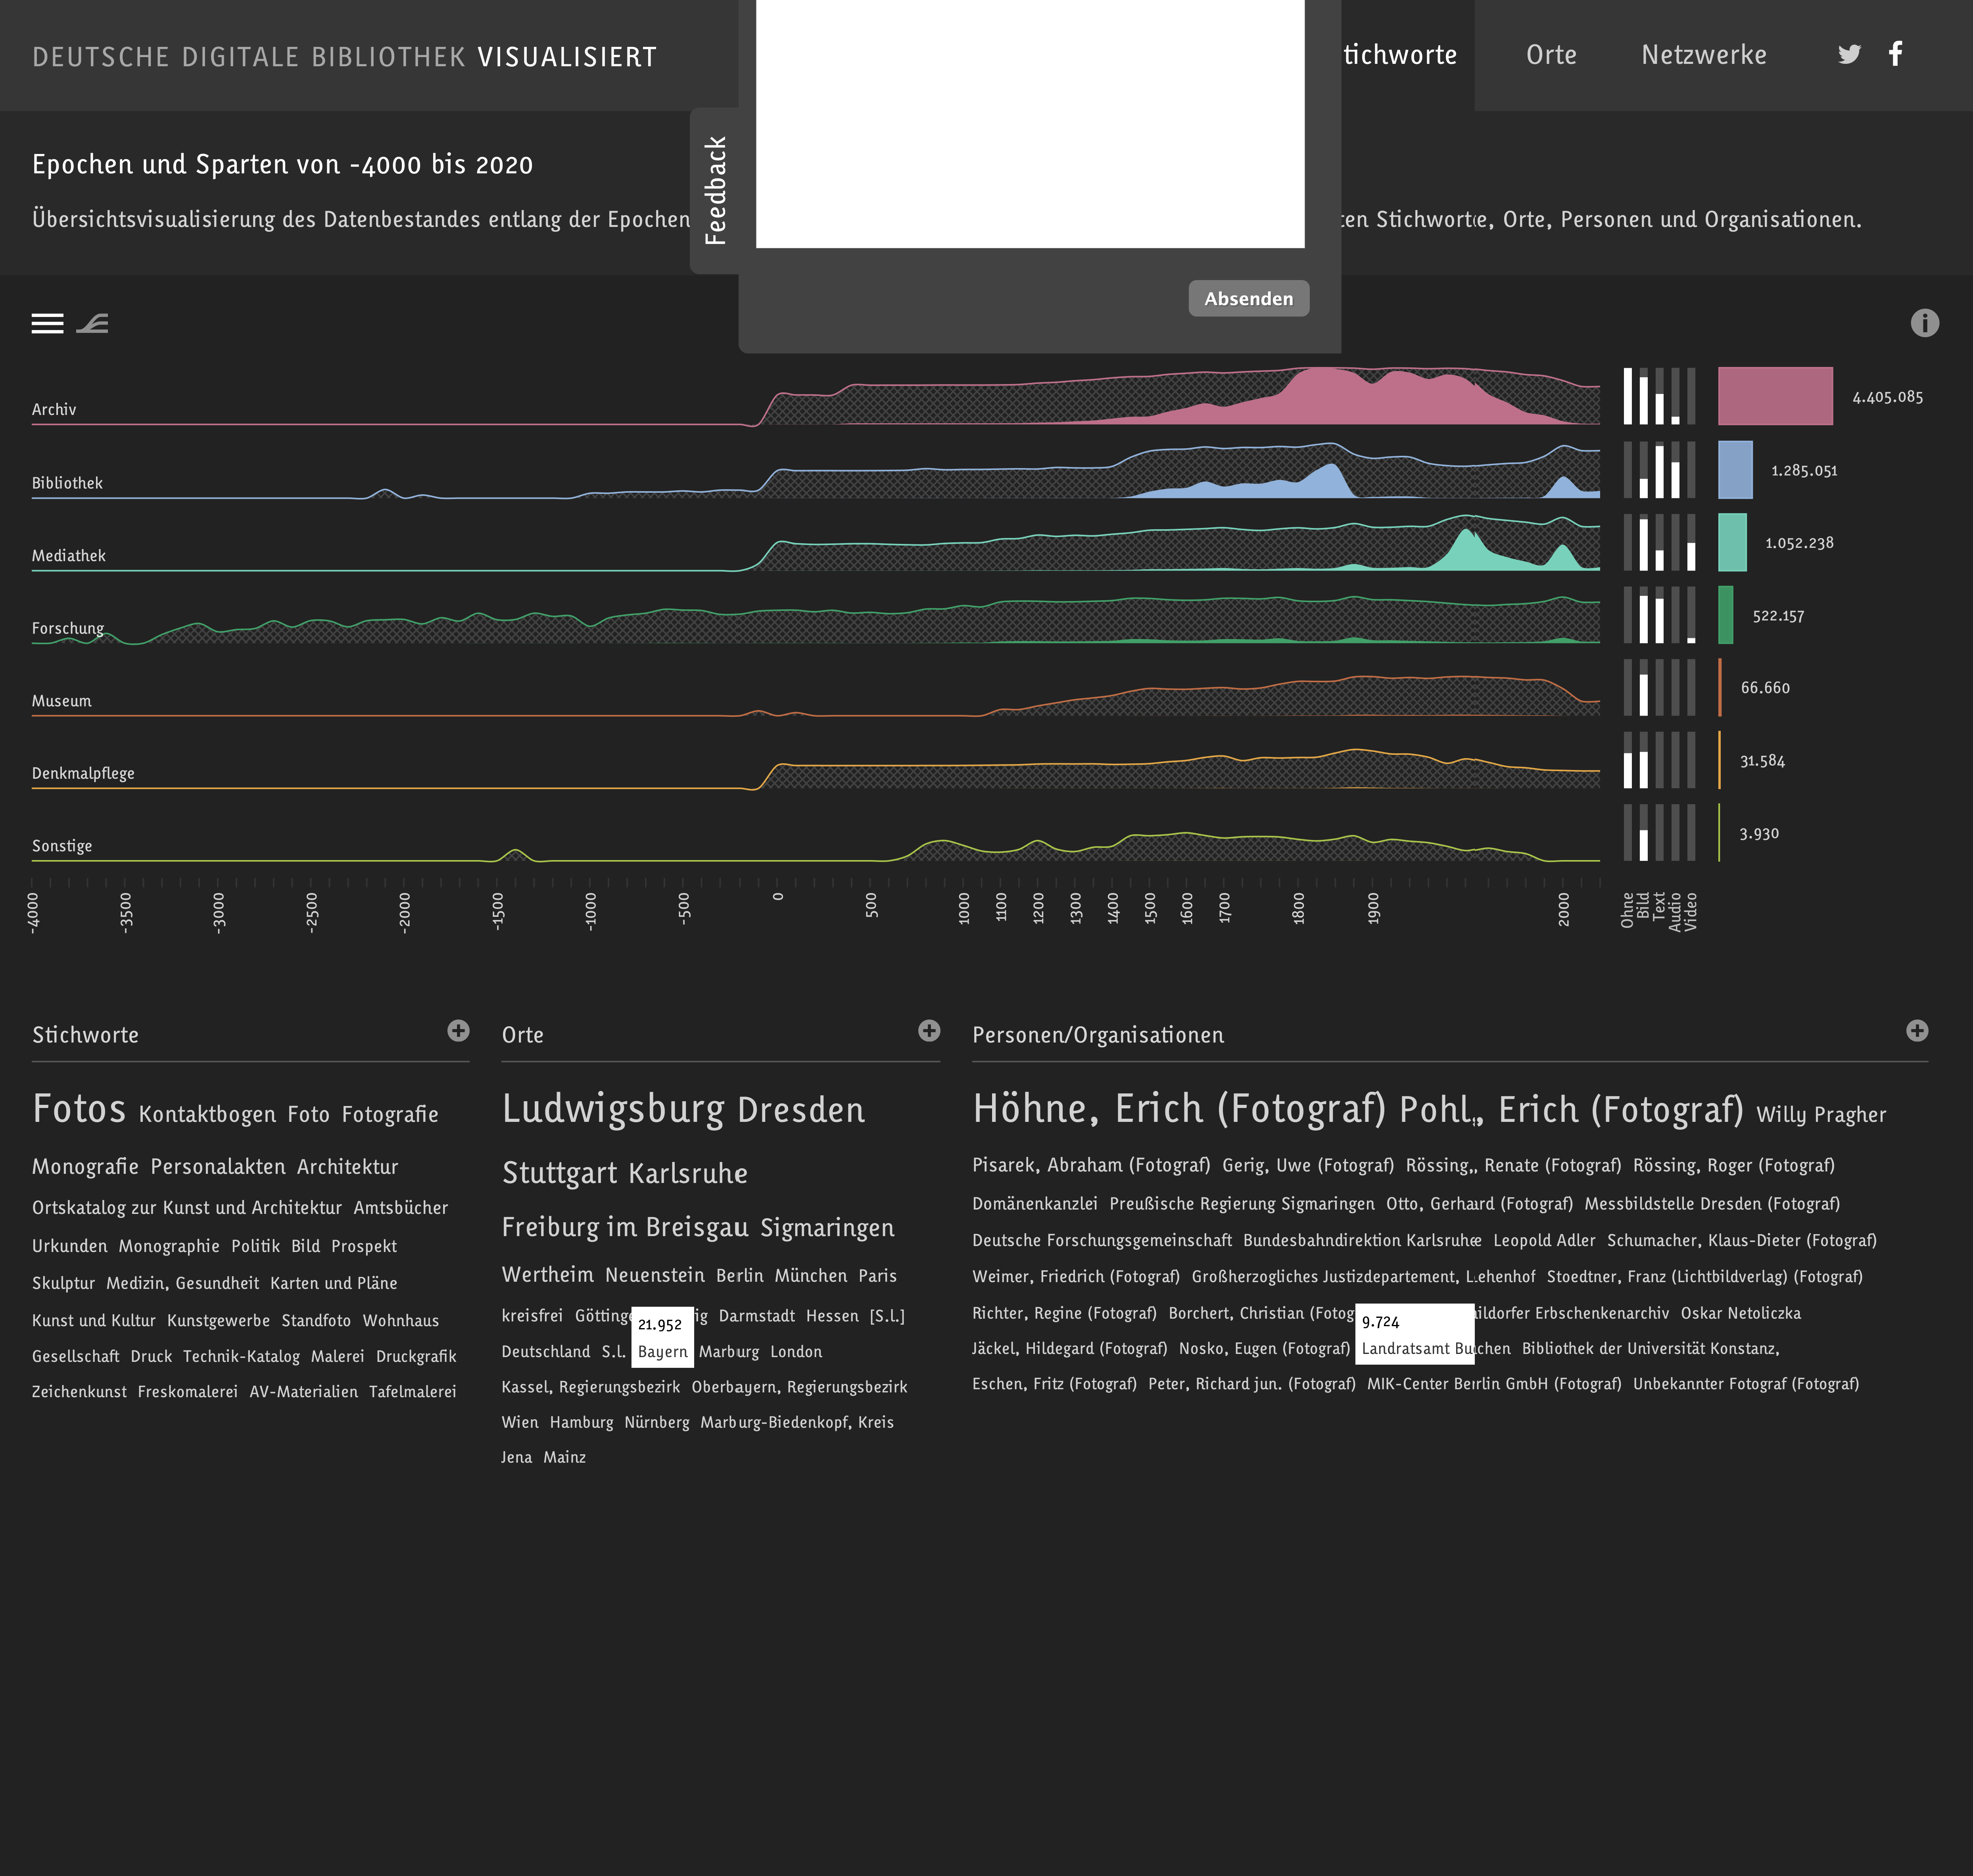 DEUTSCHE DIGITALE BIBLIOTHEK VISUALISIERT
tichworte Orte Netzwerke
Feedback
Epochen und Sparten von -4000 bis 2020
Übersichtsvisualisierung des Datenbestandes entlang der Epochen
ten Stichworte, Orte, Personen und Organisationen.
Absenden
Archiv 4.405.085
Bibliothek 1.285.051
Mediathek 1.052.238
Forschung 522.157
Museum 66.660
Denkmalpflege 31.584
Sonstige 3.930
-4000 -3500 -3000 -2500 -2000 -1500 -1000 -500 0 500 1000 1100 1200 1300 1400 1500 1600 1700 1800 1900 2000 Ohne Bild Text Audio Video
Stichworte
Fotos Kontaktbogen Foto Fotografie
Monografie Personalakten Architektur
Ortskatalog zur Kunst und Architektur Amtsbücher
Urkunden Monographie Politik Bild Prospekt
Skulptur Medizin, Gesundheit Karten und Pläne
Kunst und Kultur Kunstgewerbe Standfoto Wohnhaus
Gesellschaft Druck Technik-Katalog Malerei Druckgrafik
Zeichenkunst Freskomalerei AV-Materialien Tafelmalerei
Orte
Ludwigsburg Dresden
Stuttgart Karlsruhe
Freiburg im Breisgau Sigmaringen
Wertheim Neuenstein Berlin München Paris
kreisfrei Götting 21.952 ig Darmstadt Hessen [S.l.]
Deutschland S.l. Bayern Marburg London
Kassel, Regierungsbezirk Oberbayern, Regierungsbezirk
Wien Hamburg Nürnberg Marburg-Biedenkopf, Kreis
Jena Mainz
Personen/Organisationen
Höhne, Erich (Fotograf) Pohl, Erich (Fotograf) Willy Pragher
Pisarek, Abraham (Fotograf) Gerig, Uwe (Fotograf) Rössing, Renate (Fotograf) Rössing, Roger (Fotograf)
Domänenkanzlei Preußische Regierung Sigmaringen Otto, Gerhard (Fotograf) Messbildstelle Dresden (Fotograf)
Deutsche Forschungsgemeinschaft Bundesbahndirektion Karlsruhe Leopold Adler Schumacher, Klaus-Dieter (Fotograf)
Weimer, Friedrich (Fotograf) Großherzogliches Justizdepartement, Lehenhof Stoedtner, Franz (Lichtbildverlag) (Fotograf)
Richter, Regine (Fotograf) Borchert, Christian (Fotog 9.724 ildorfer Erbschenkenarchiv Oskar Netoliczka
Jäckel, Hildegard (Fotograf) Nosko, Eugen (Fotograf) Landratsamt Buchen Bibliothek der Universität Konstanz,
Eschen, Fritz (Fotograf) Peter, Richard jun. (Fotograf) MIK-Center Berlin GmbH (Fotograf) Unbekannter Fotograf (Fotograf)